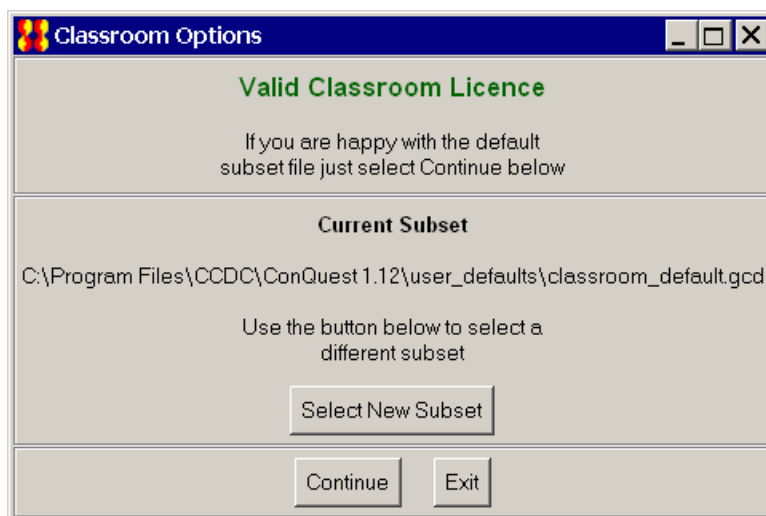 Classroom Options
Valid Classroom Licence
If you are happy with the default
subset file just select Continue below
Current Subset
C:\Program Files\CCDC\ConQuest 1.12\user_defaults\classroom_default.gcd
Use the button below to select a
different subset
Select New Subset
Continue Exit